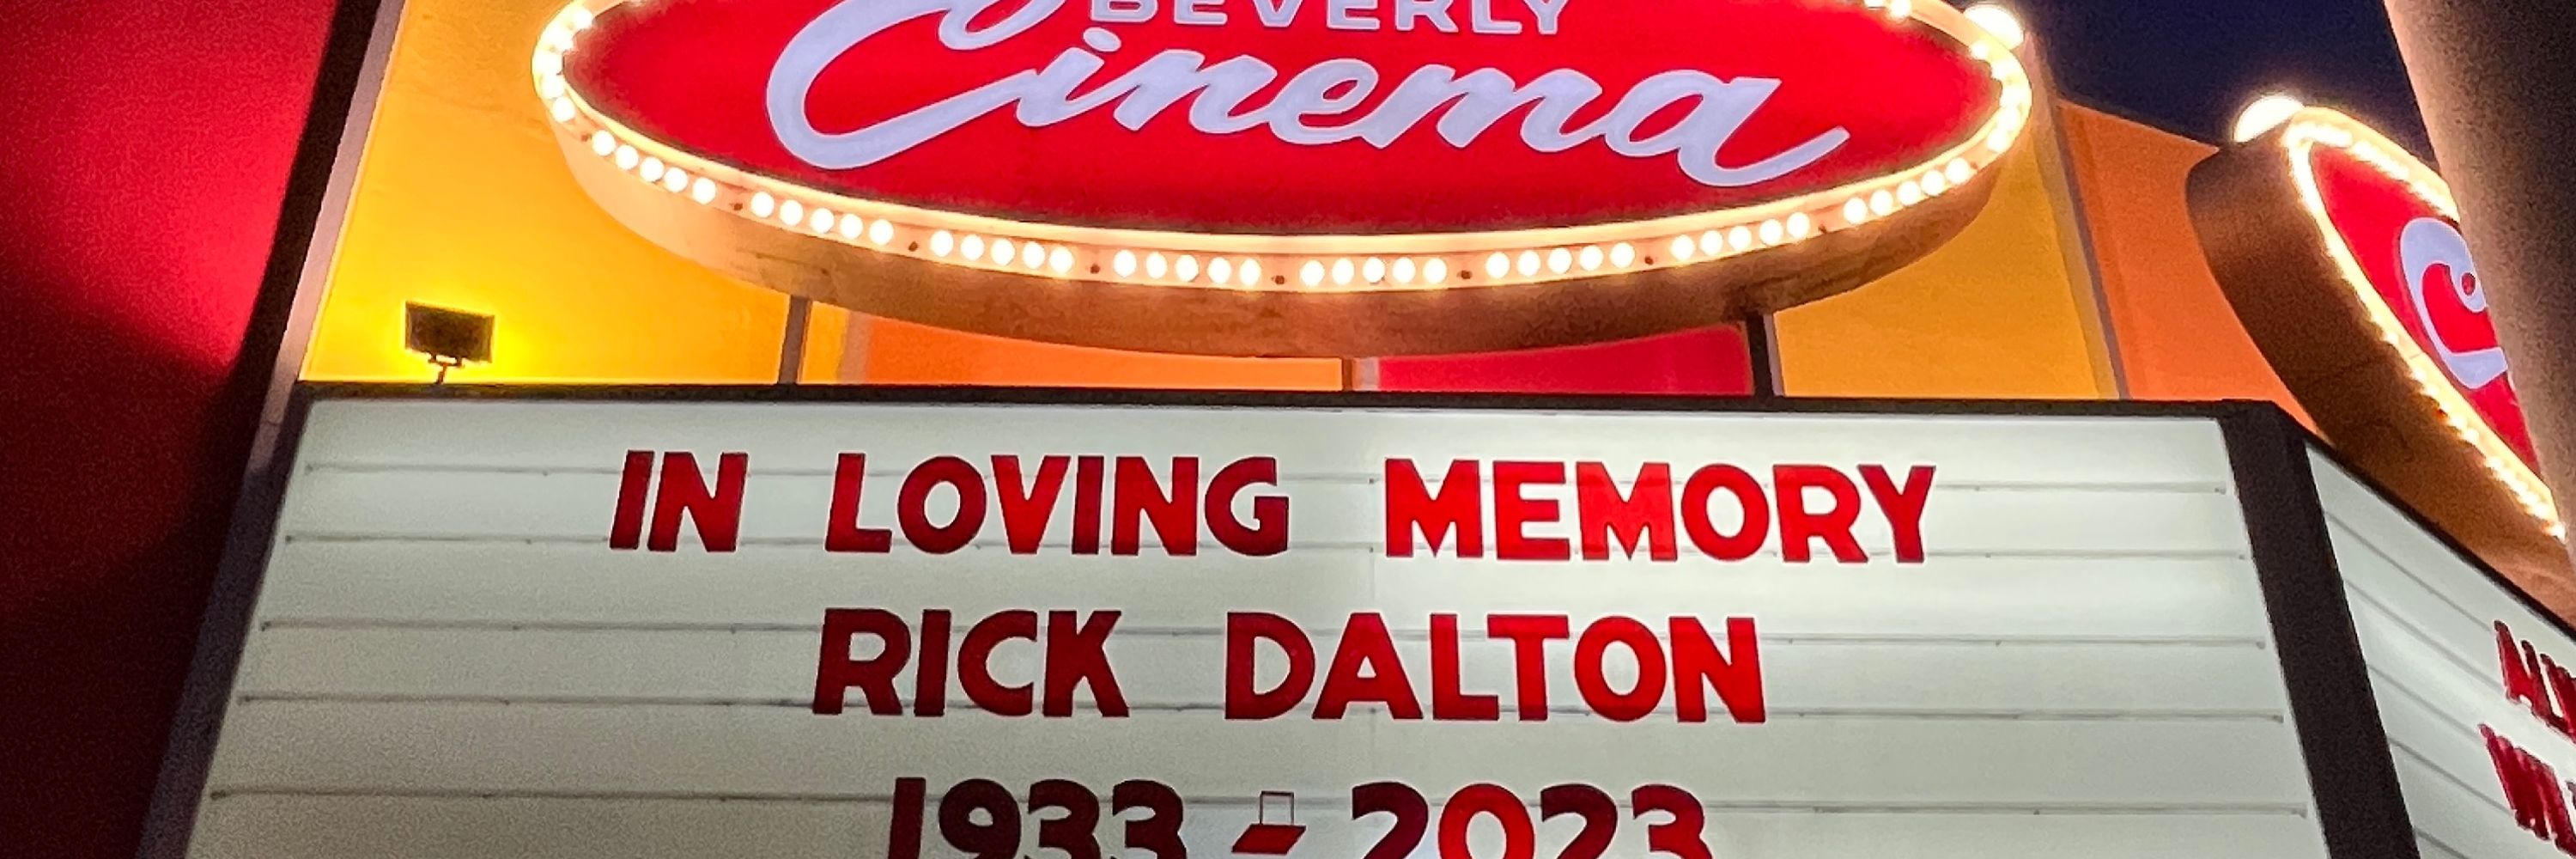 BEVERLY
Cinema
IN LOVING MEMORY
RICK DALTON
1933 - 2023